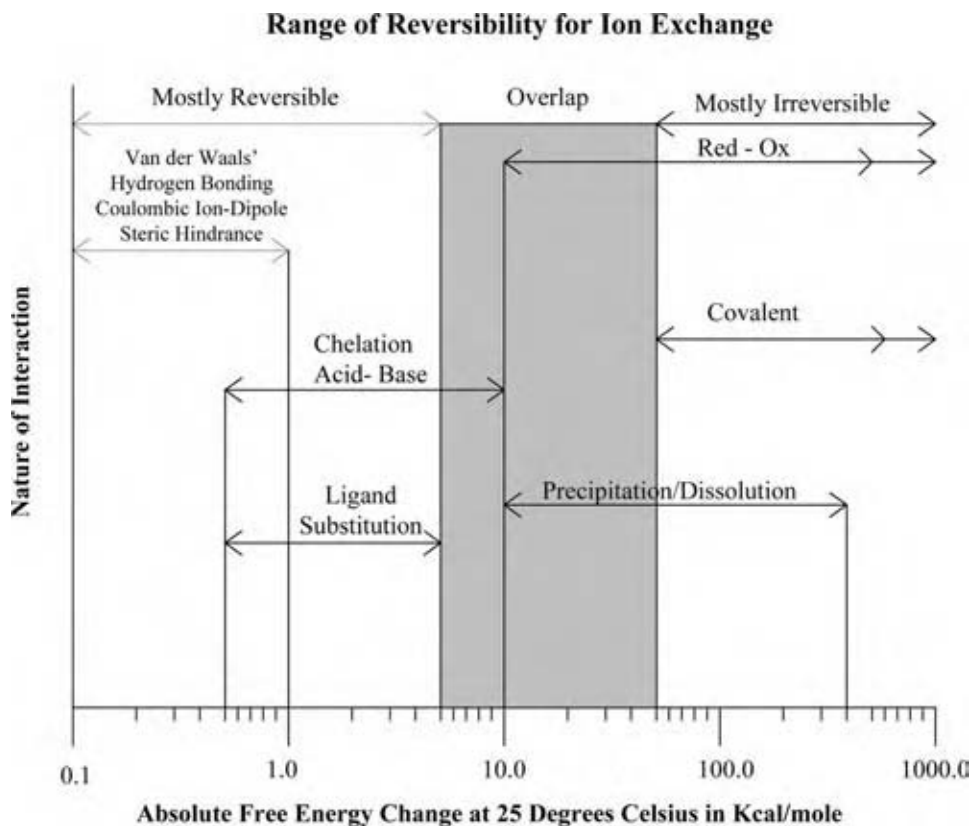 Range of Reversibility for Ion Exchange
Mostly Reversible
Overlap
Mostly Irreversible
Red - Ox
Van der Waals'
Hydrogen Bonding
Coulombic Ion-Dipole
Steric Hindrance
Covalent
Chelation
Acid- Base
Precipitation/Dissolution
Ligand
Substitution
Nature of Interaction
0.1
1.0
10.0
100.0
1000.0
Absolute Free Energy Change at 25 Degrees Celsius in Kcal/mole